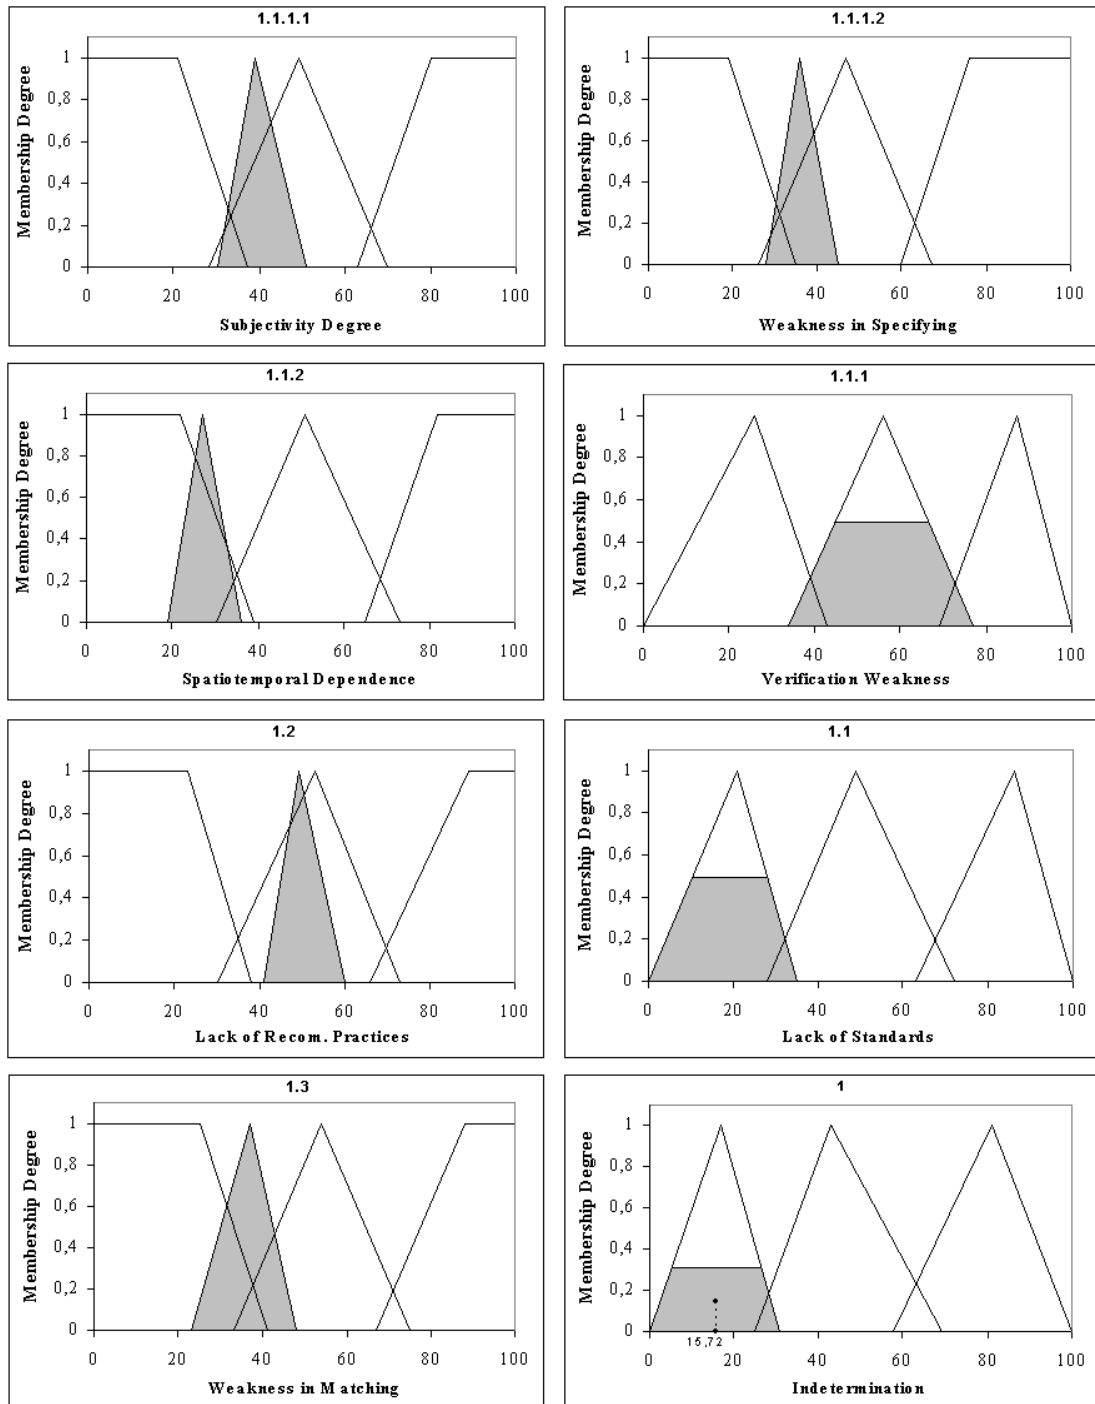 1.1.1.1
Membership Degree
1
0,8
0,6
0,4
0,2
0
0 20 40 60 80 100
Subjectivity Degree
1.1.1.2
Membership Degree
1
0,8
0,6
0,4
0,2
0
0 20 40 60 80 100
Weakness in Specifying
1.1.2
Membership Degree
1
0,8
0,6
0,4
0,2
0
0 20 40 60 80 100
Spatiotemporal Dependence
1.1.1
Membership Degree
1
0,8
0,6
0,4
0,2
0
0 20 40 60 80 100
Verification Weakness
1.2
Membership Degree
1
0,8
0,6
0,4
0,2
0
0 20 40 60 80 100
Lack of Recom. Practices
1.1
Membership Degree
1
0,8
0,6
0,4
0,2
0
0 20 40 60 80 100
Lack of Standards
1.3
Membership Degree
1
0,8
0,6
0,4
0,2
0
0 20 40 60 80 100
Weakness in Matching
1
Membership Degree
1
0,8
0,6
0,4
0,2
0
15,72
0 20 40 60 80 100
Indetermination